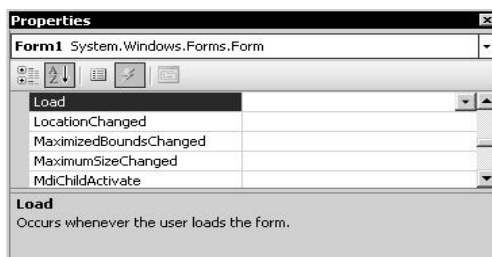 Properties
Form1 System.Windows.Forms.Form
Load
LocationChanged
MaximizedBoundsChanged
MaximumSizeChanged
MdiChildActivate
Load
Occurs whenever the user loads the form.